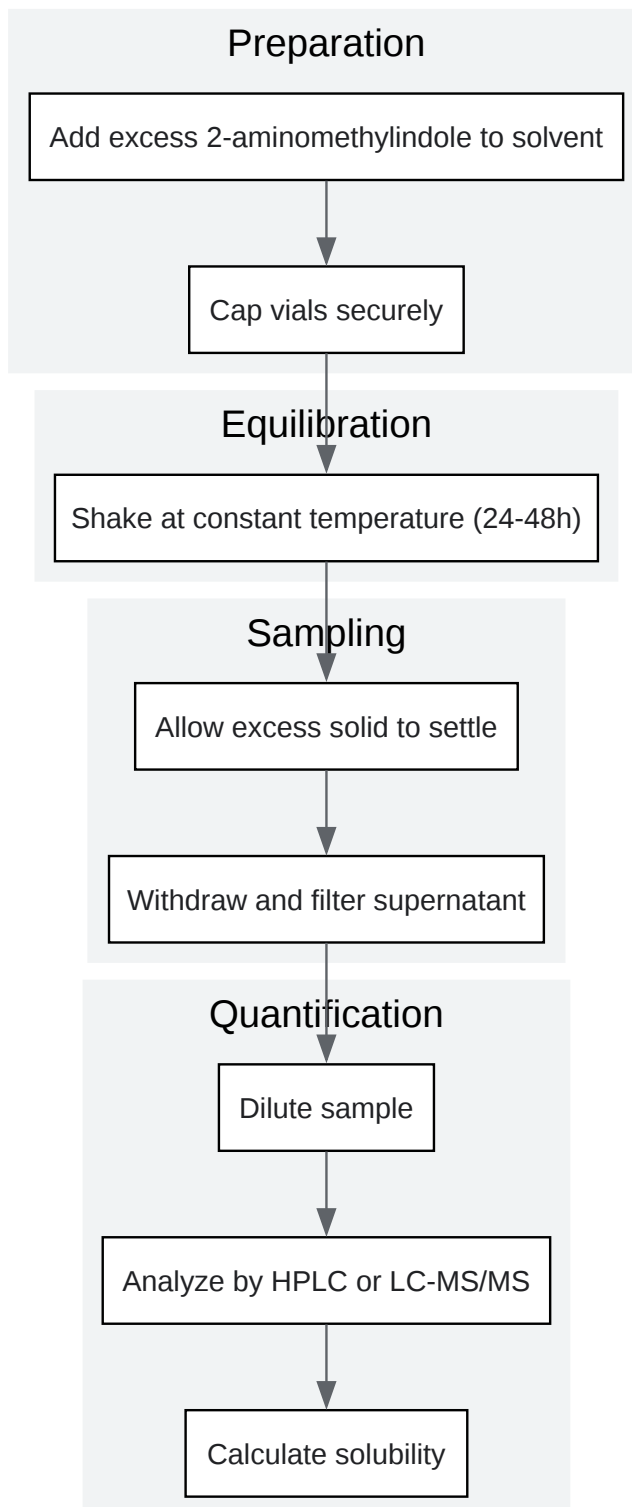 Preparation
Add excess 2-aminomethylindole to solvent
Cap vials securely
Equilibration
Shake at constant temperature (24-48h)
Sampling
Allow excess solid to settle
Withdraw and filter supernatant
Quantification
Dilute sample
Analyze by HPLC or LC-MS/MS
Calculate solubility